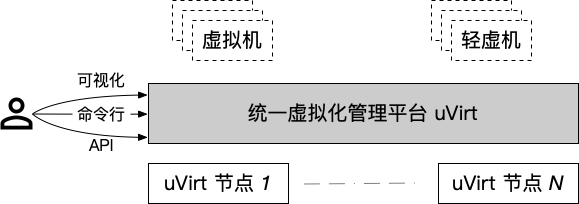 虚拟机
轻虚机
可视化
命令行
API
统一虚拟化管理平台 uVirt
uVirt 节点 1
uVirt 节点 N